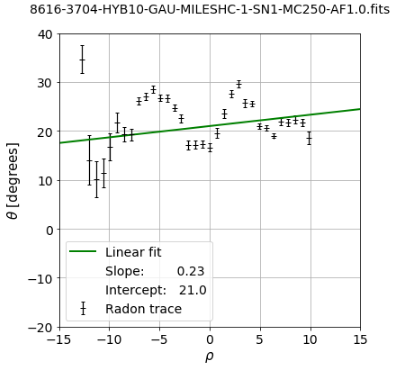 8616-3704-HYB10-GAU-MILESHC-1-SN1-MC250-AF1.0.fits
40
30
20
10
0
−10
−20
θ [degrees]
Linear fit
Slope: 0.23
Intercept: 21.0
Radon trace
−15 −10 −5 0 5 10 15
ρ